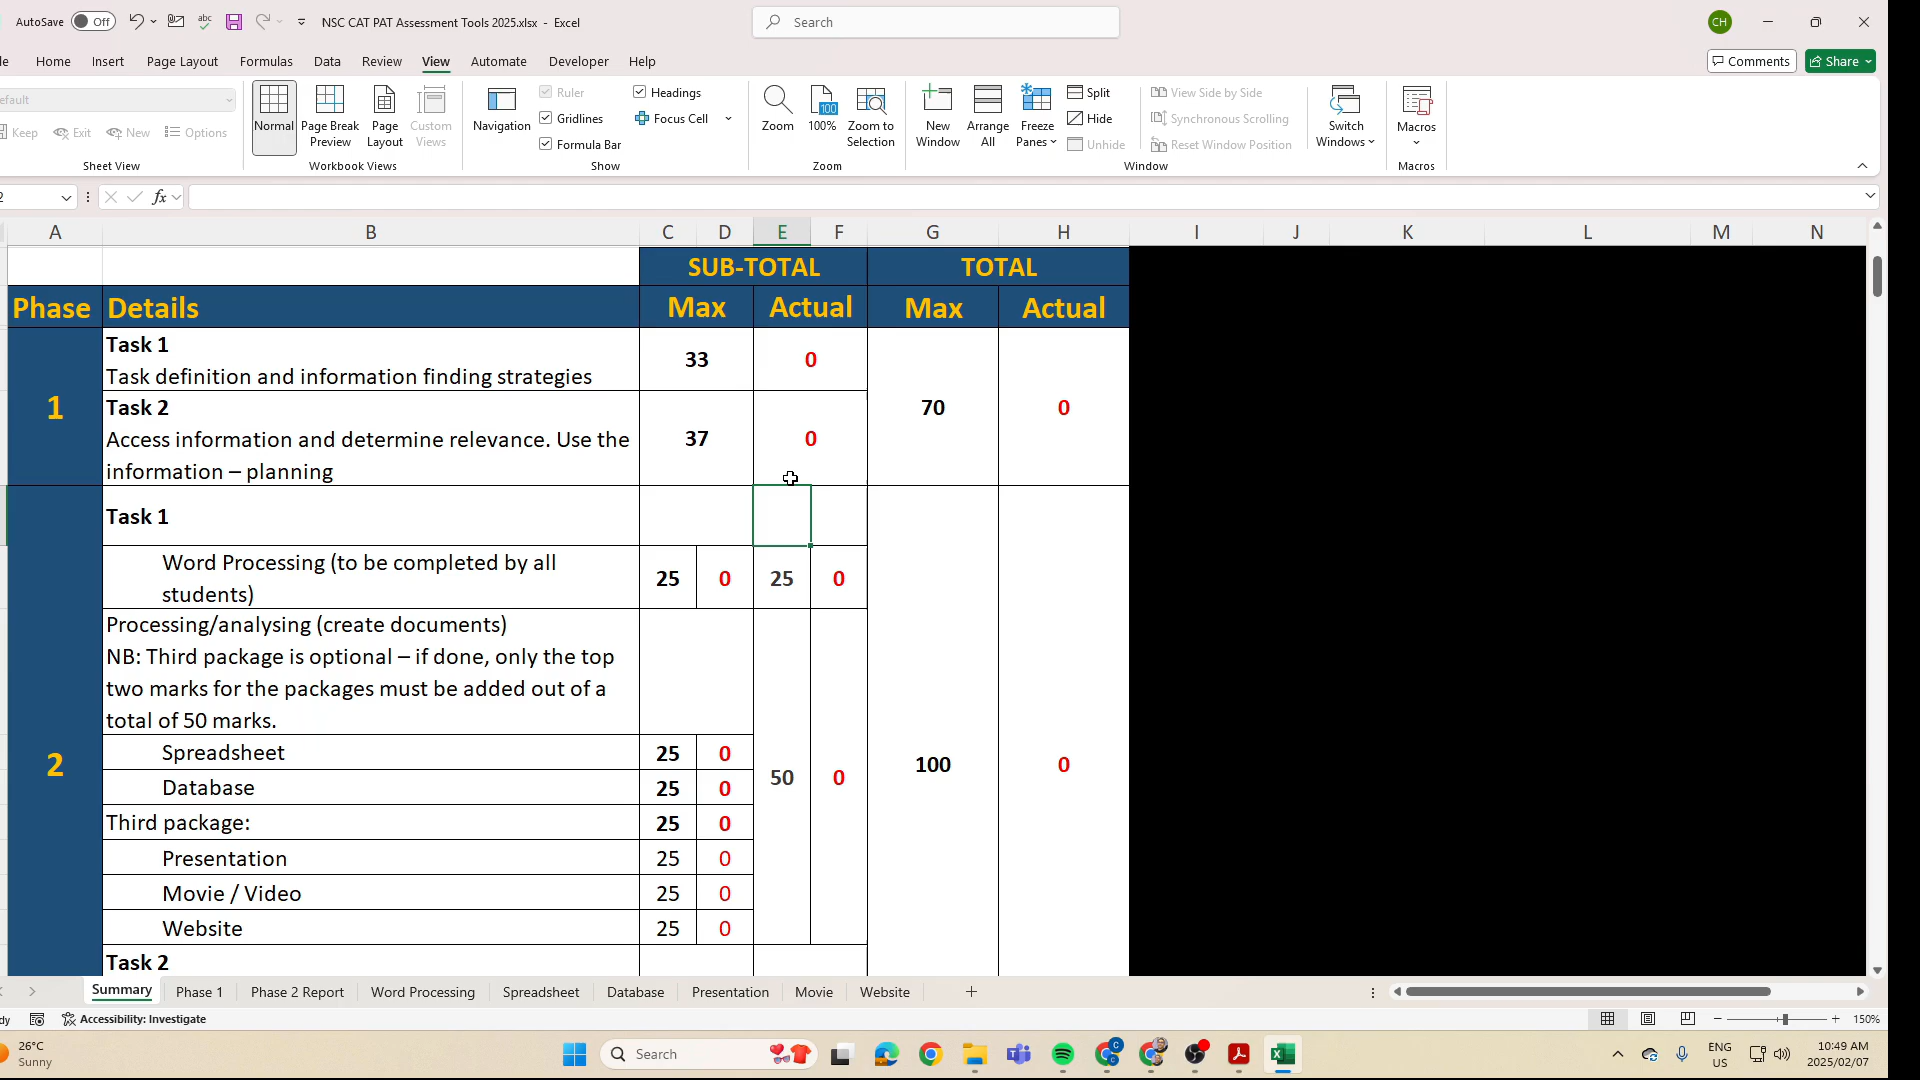 AutoSave Off
abc
NSC CAT PAT Assessment Tools 2025.xlsx - Excel
Search
CH
le Home Insert Page Layout Formulas Data Review View Automate Developer Help
Comments Share
efault
Keep Exit New Options
Sheet View
Normal
Page Break Preview
Page Layout
Custom Views
Workbook Views
Navigation
Ruler
Gridlines
Formula Bar
Headings
Focus Cell
Show
Zoom
100
100%
Zoom to Selection
Zoom
New Window
Arrange All
Freeze Panes
Split
Hide
Unhide
View Side by Side
Synchronous Scrolling
Reset Window Position
Window
Switch Windows
Macros
Macros
2 fx
A B C D E F G H I J K L M N
SUB-TOTAL TOTAL
Phase Details Max Actual Max Actual
1
Task 1
Task definition and information finding strategies
33 0
Task 2
Access information and determine relevance. Use the
information – planning
37 0
70 0
2
Task 1
Word Processing (to be completed by all
students)
25 0 25 0
Processing/analysing (create documents)
NB: Third package is optional – if done, only the top
two marks for the packages must be added out of a
total of 50 marks.
Spreadsheet 25 0
Database 25 0
Third package: 25 0
Presentation 25 0
Movie / Video 25 0
Website 25 0
50 0
100 0
Task 2
Summary Phase 1 Phase 2 Report Word Processing Spreadsheet Database Presentation Movie Website
dy Accessibility: Investigate
150%
26°C
Sunny
Search
ENG
US
10:49 AM
2025/02/07